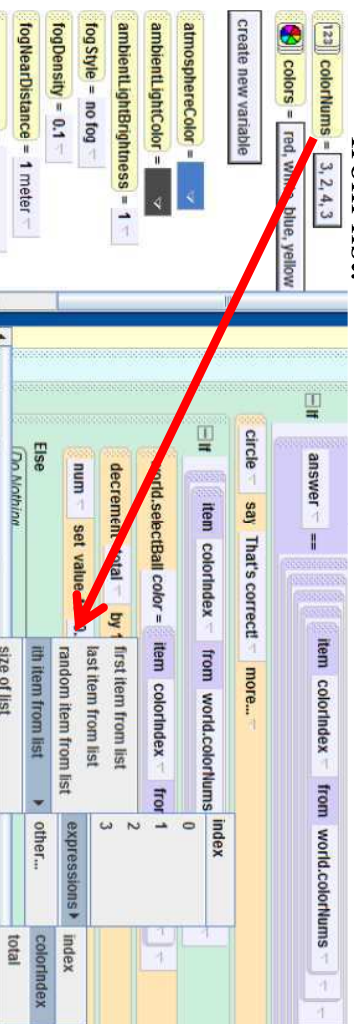 123 colorNums = 3, 2, 4, 3
colors = red, white, blue, yellow
create new variable
atmosphereColor =
ambientLightColor =
ambientLightBrightness = 1
fogStyle = no fog
fogDensity = 0.1
fogNearDistance = 1 meter
If answer == item colorIndex from world.colorNums
circle say That's correct! more...
If item colorIndex from world.colorNums
world.selectBall color = item colorIndex
decrement total by
num set value
Else
Do Nothing
first item from list
last item from list
random item from list
ith item from list
size of list
index
0
1
2
3
expressions
other...
index
colorIndex
total